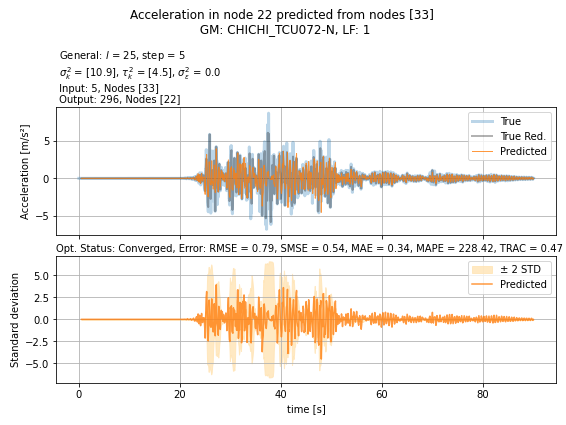 Acceleration in node 22 predicted from nodes [33]
GM: CHICHI_TCU072-N, LF: 1
General: l = 25, step = 5
σ²ₖ = [10.9], τ²ₖ = [4.5], σ²ε = 0.0
Input: 5, Nodes [33]
Output: 296, Nodes [22]
Acceleration [m/s²]
5
0
−5
True
True Red.
Predicted
Opt. Status: Converged, Error: RMSE = 0.79, SMSE = 0.54, MAE = 0.34, MAPE = 228.42, TRAC = 0.47
Standard deviation
5.0
2.5
0.0
−2.5
−5.0
± 2 STD
Predicted
0 20 40 60 80
time [s]